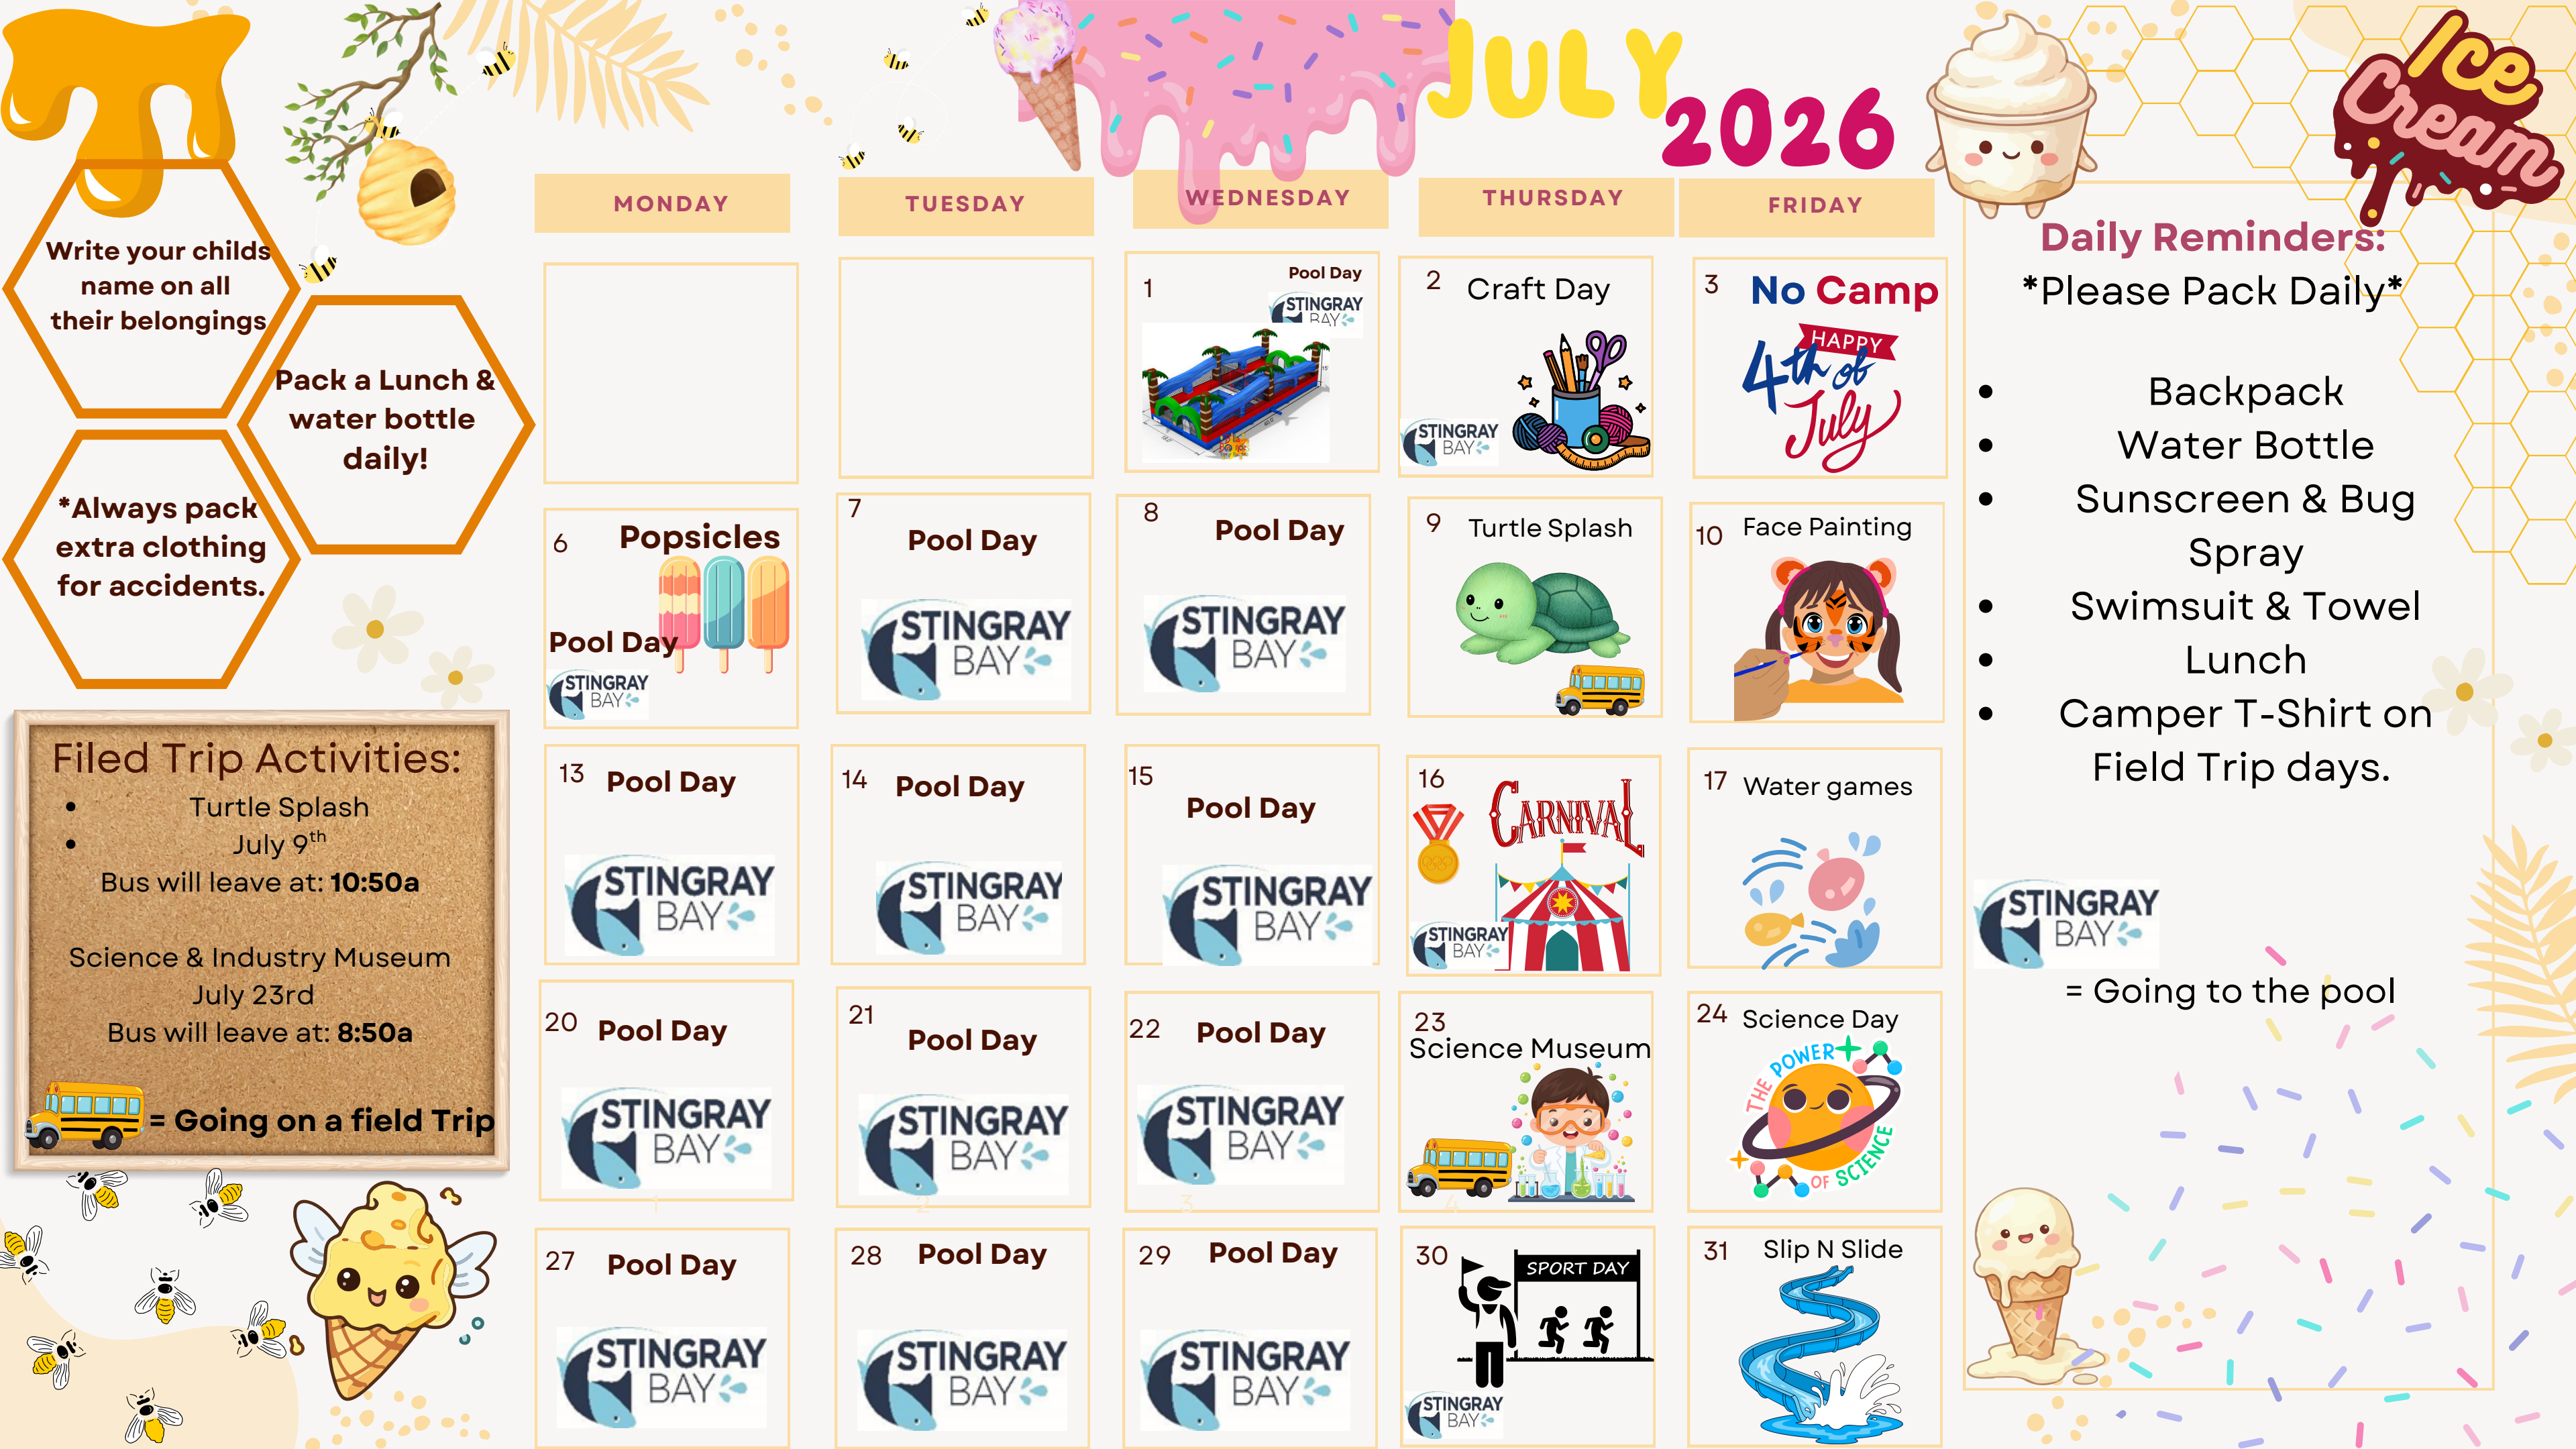 JULY
2026
Ice
Cream
MONDAY
TUESDAY
WEDNESDAY
THURSDAY
FRIDAY
Write your childs
name on all
their belongings
Pack a Lunch &
water bottle
daily!
*Always pack
extra clothing
for accidents.
1
Pool Day
STINGRAY
BAY
2
Craft Day
STINGRAY
BAY
3
No Camp
HAPPY
4th of
July
6
Popsicles
Pool Day
STINGRAY
BAY
7
Pool Day
STINGRAY
BAY
8
Pool Day
STINGRAY
BAY
9
Turtle Splash
10
Face Painting
13
Pool Day
STINGRAY
BAY
14
Pool Day
STINGRAY
BAY
15
Pool Day
STINGRAY
BAY
16
CARNIVAL
STINGRAY
BAY
17
Water games
20
Pool Day
STINGRAY
BAY
1
21
Pool Day
STINGRAY
BAY
2
22
Pool Day
STINGRAY
BAY
3
23
Science Museum
4
24
Science Day
THE POWER
OF SCIENCE
27
Pool Day
STINGRAY
BAY
28
Pool Day
STINGRAY
BAY
29
Pool Day
STINGRAY
BAY
30
SPORT DAY
STINGRAY
BAY
31
Slip N Slide
Filed Trip Activities:
• Turtle Splash
• July 9th
Bus will leave at: 10:50a
Science & Industry Museum
July 23rd
Bus will leave at: 8:50a
= Going on a field Trip
Daily Reminders:
*Please Pack Daily*
• Backpack
• Water Bottle
• Sunscreen & Bug
Spray
• Swimsuit & Towel
• Lunch
• Camper T-Shirt on
Field Trip days.
STINGRAY
BAY
= Going to the pool